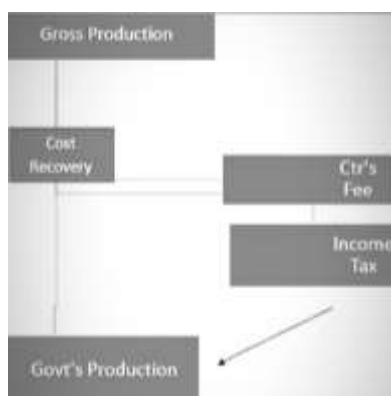 Gross Production
Cost
Recovery
Ctr's
Fee
Income
Tax
Govt's Production